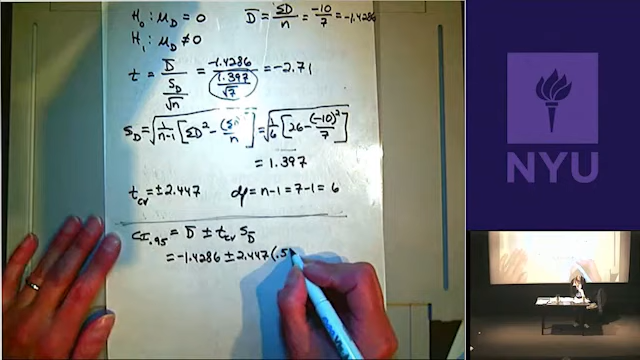 H₀: μ_D = 0   D̄ = ΣD/n = -10/7 = -1.4286
H₁: μ_D ≠ 0
t = D̄/(S_D/√n) = -1.4286/(1.397/√7) = -2.71
S_D = √(1/(n-1) [ΣD² - (ΣD)²/n]) = √(1/6 [26 - (-10)²/7])
= 1.397
t_cv = ±2.447   df = n-1 = 7-1 = 6
CI.₉₅ = D̄ ± t_cv S_D̄
= -1.4286 ± 2.447(.5
NYU